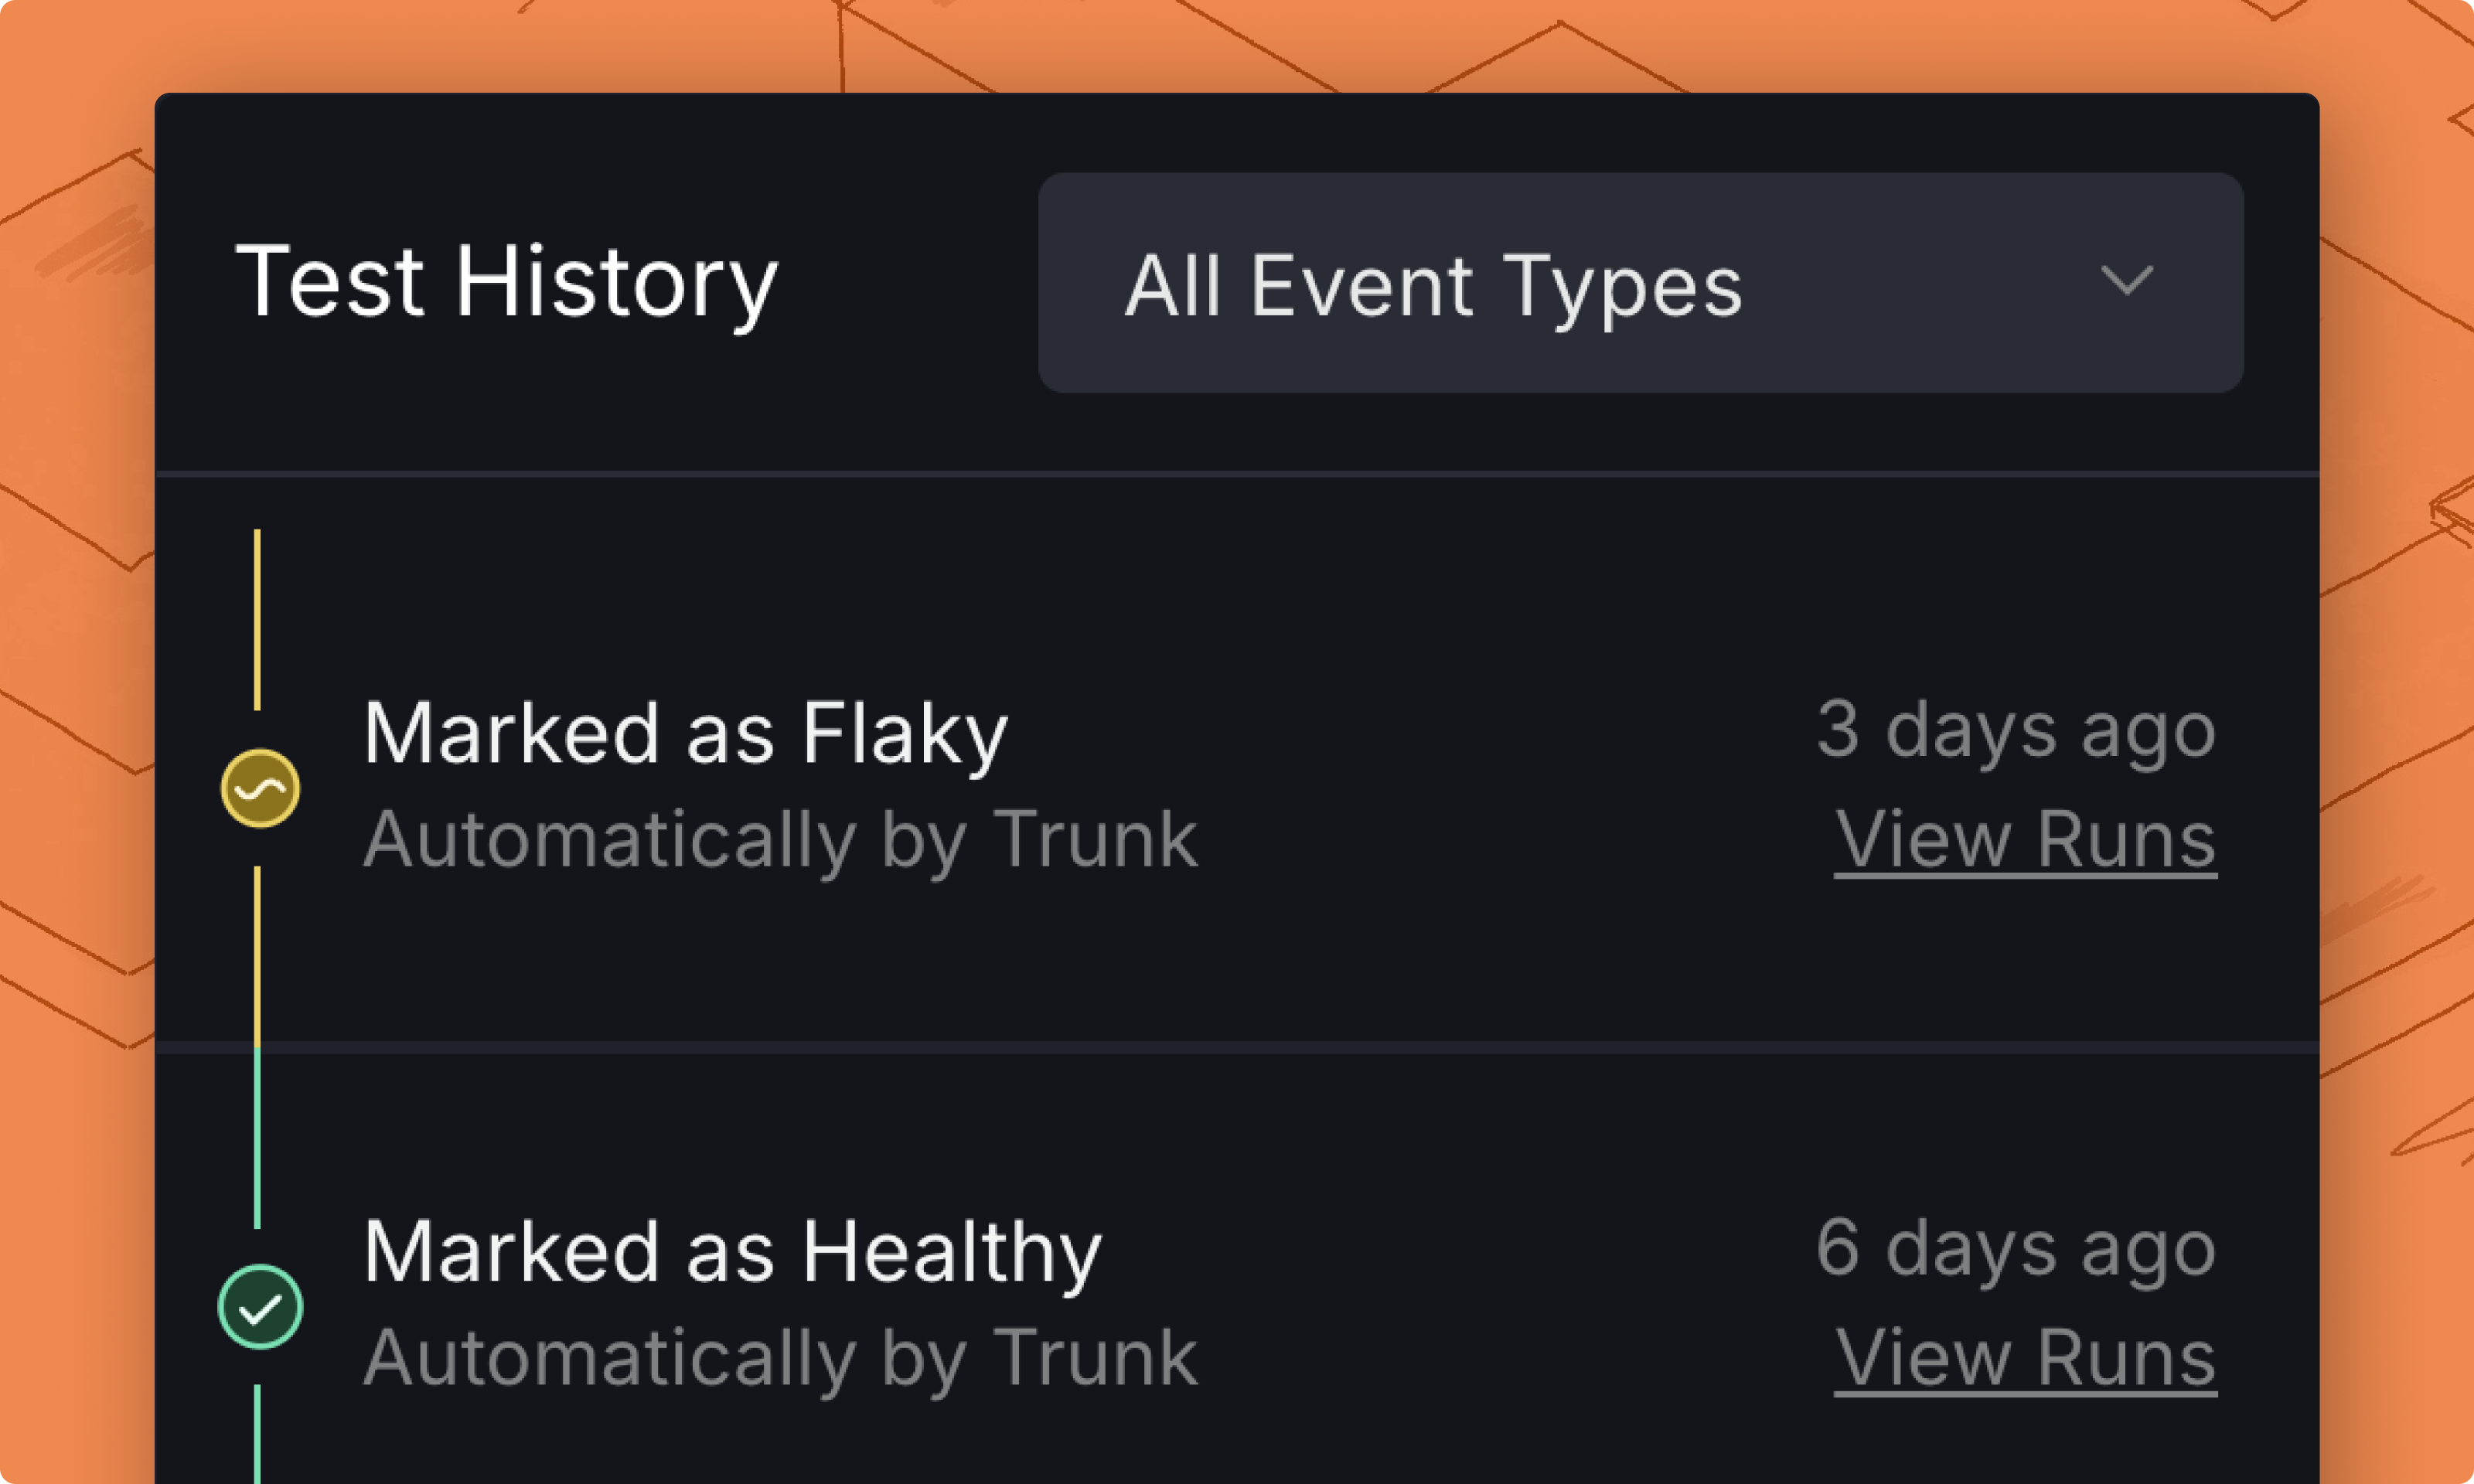 Test History
All Event Types
Marked as Flaky
3 days ago
Automatically by Trunk
View Runs
Marked as Healthy
6 days ago
Automatically by Trunk
View Runs